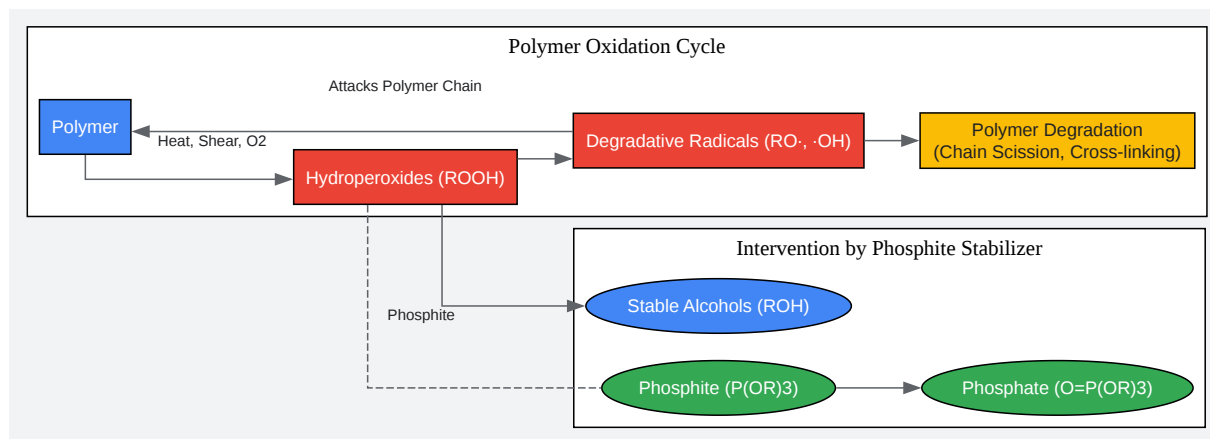 Polymer Oxidation Cycle
Attacks Polymer Chain
Polymer
Heat, Shear, O2
Degradative Radicals (RO·, ·OH)
Polymer Degradation
(Chain Scission, Cross-linking)
Hydroperoxides (ROOH)
Intervention by Phosphite Stabilizer
Stable Alcohols (ROH)
Phosphite
Phosphite (P(OR)3)
Phosphate (O=P(OR)3)